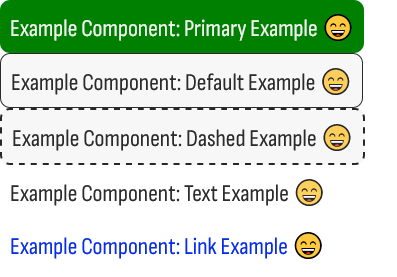 Example Component: Primary Example 😄
Example Component: Default Example 😄
Example Component: Dashed Example 😄
Example Component: Text Example 😄
Example Component: Link Example 😄